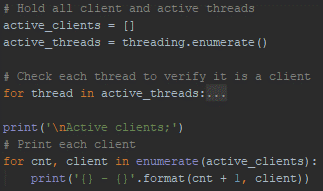 # Hold all client and active threads
active_clients = []
active_threads = threading.enumerate()
# Check each thread to verify it is a client
for thread in active_threads:...
print('\nActive clients;')
# Print each client
for cnt, client in enumerate(active_clients):
    print('{} - {}'.format(cnt + 1, client))